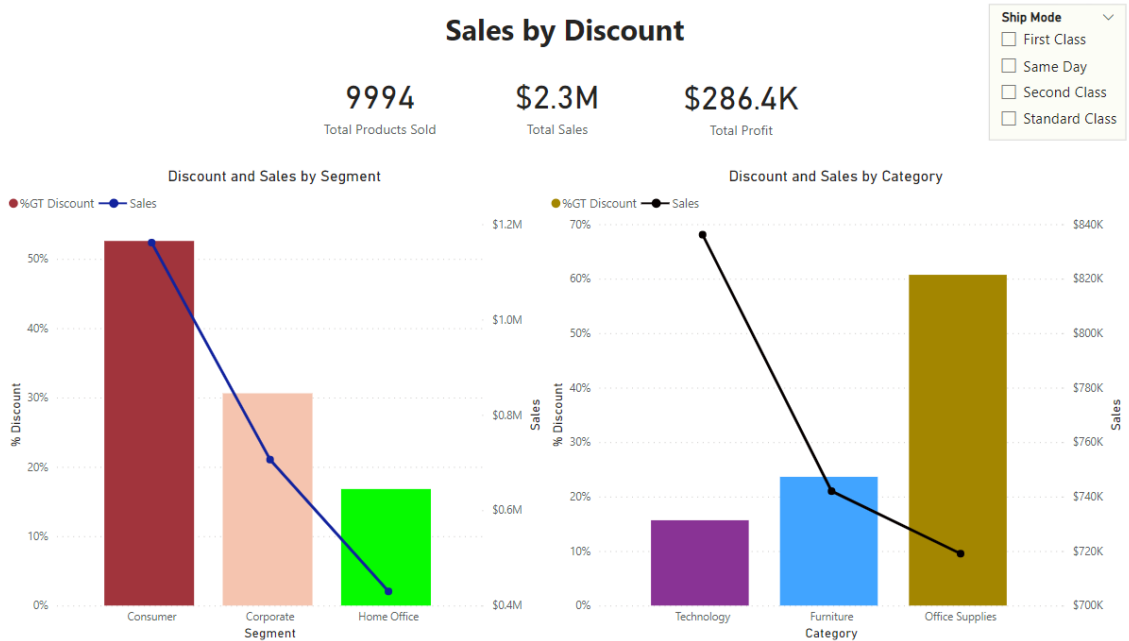 Sales by Discount
Ship Mode
First Class
Same Day
Second Class
Standard Class
9994
Total Products Sold
$2.3M
Total Sales
$286.4K
Total Profit
Discount and Sales by Segment
%GT Discount Sales
% Discount
50%
40%
30%
20%
10%
0%
$1.2M
$1.0M
$0.8M
$0.6M
$0.4M
Sales
Consumer Corporate Home Office
Segment
Discount and Sales by Category
%GT Discount Sales
% Discount
70%
60%
50%
40%
30%
20%
10%
0%
$840K
$820K
$800K
$780K
$760K
$740K
$720K
$700K
Sales
Technology Furniture Office Supplies
Category